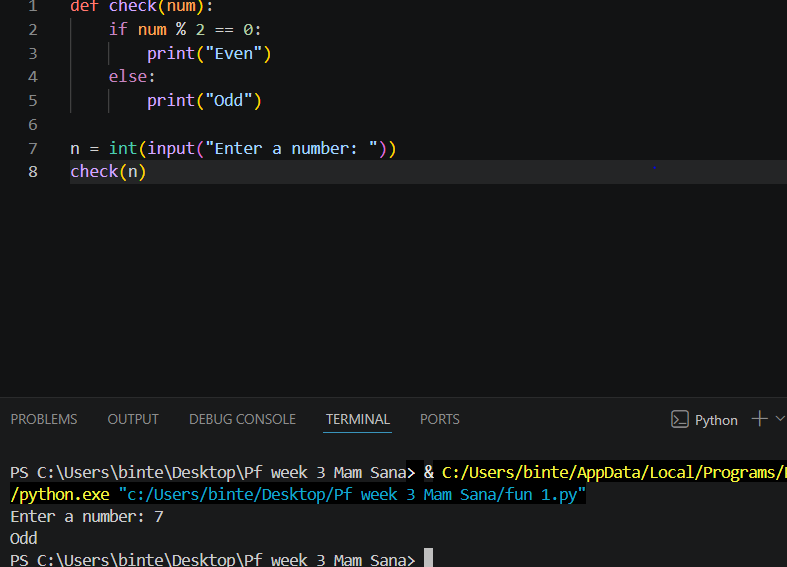 1 def check(num):
2 if num % 2 == 0:
3 print("Even")
4 else:
5 print("Odd")
6
7 n = int(input("Enter a number: "))
8 check(n)
PROBLEMS OUTPUT DEBUG CONSOLE TERMINAL PORTS Python
PS C:\Users\binte\Desktop\Pf week 3 Mam Sana> & C:/Users/binte/AppData/Local/Programs/
/python.exe "c:/Users/binte/Desktop/Pf week 3 Mam Sana/fun 1.py"
Enter a number: 7
Odd
PS C:\Users\binte\Desktop\Pf week 3 Mam Sana>